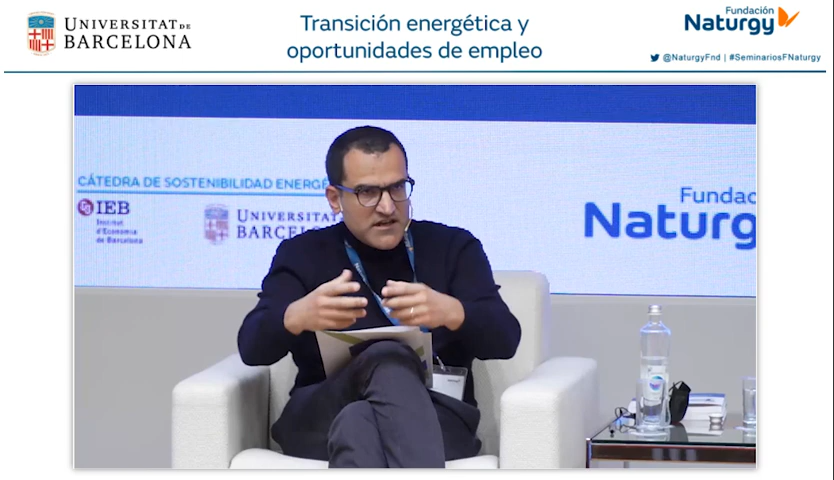 UNIVERSITAT DE
BARCELONA
Transición energética y
oportunidades de empleo
Fundación
Naturgy
@NaturgyFnd | #SeminariosFNaturgy
CÁTEDRA DE SOSTENIBILIDAD ENERGÉ
IEB
Institut
d'Economia
de Barcelona
UNIVERSITAT
BARCELO
Fundac
Naturg